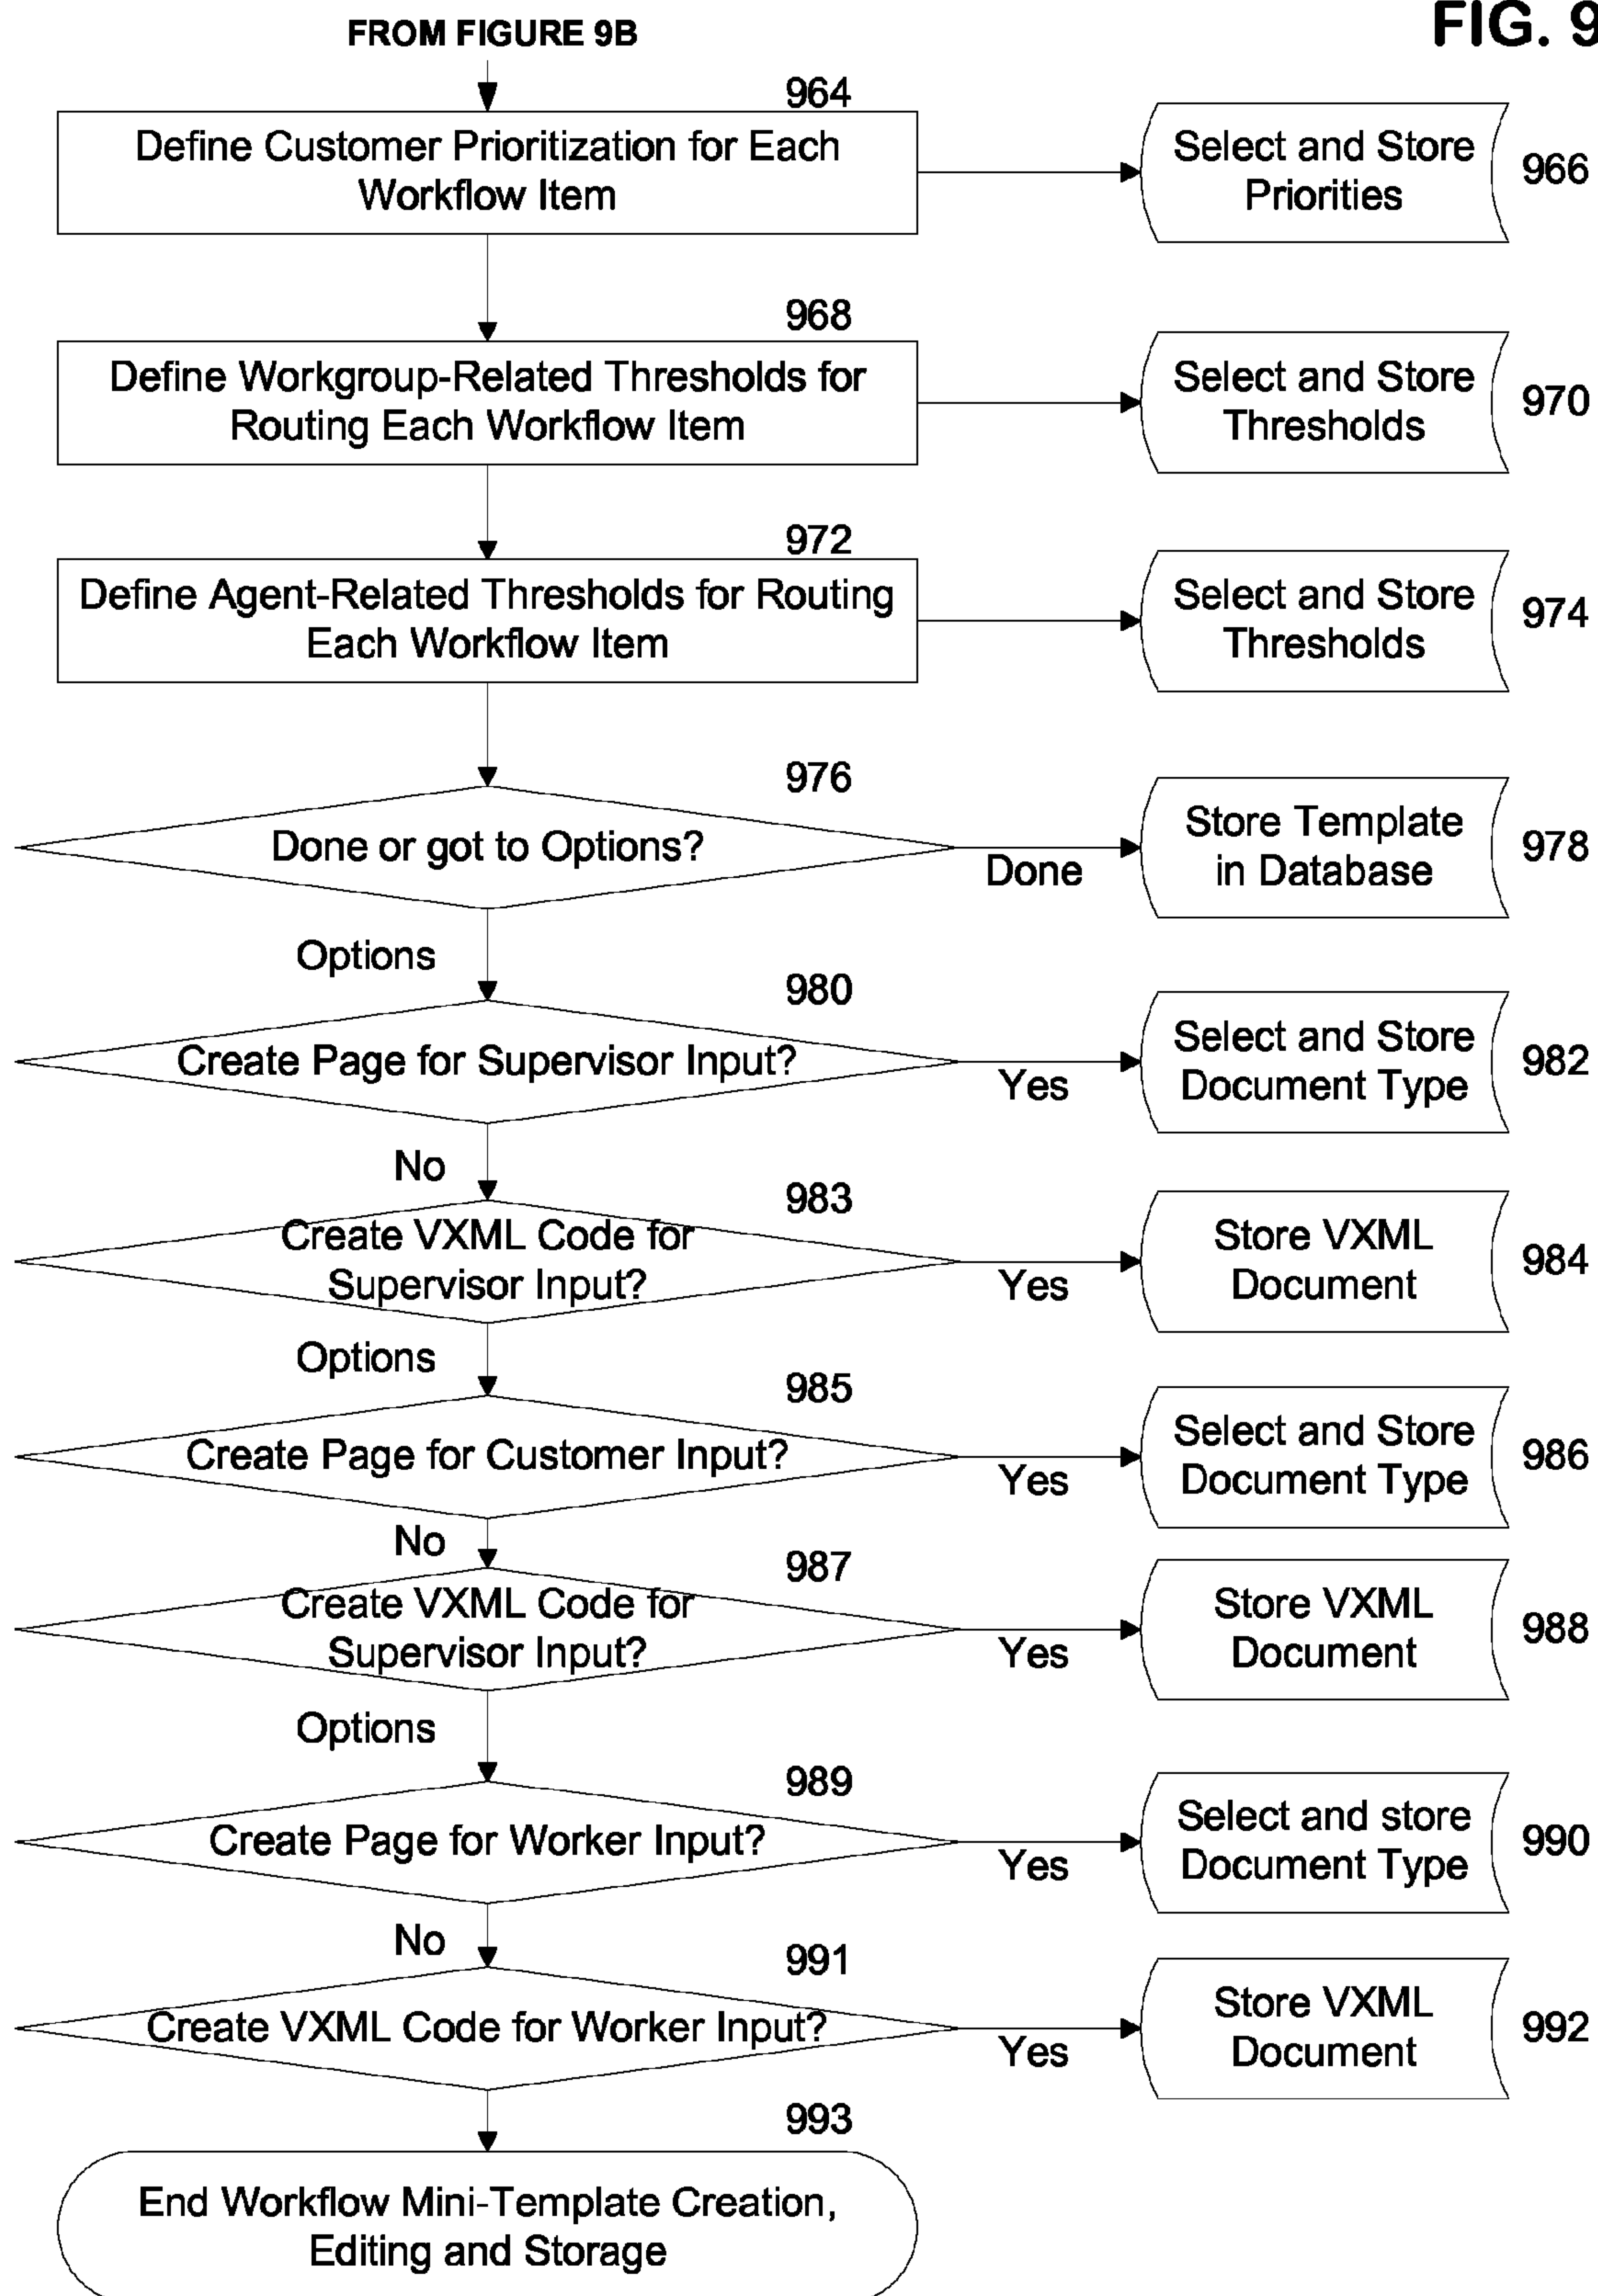 FROM FIGURE 9B
FIG. 9
964
Define Customer Prioritization for Each
Workflow Item
Select and Store
Priorities
966
968
Define Workgroup-Related Thresholds for
Routing Each Workflow Item
Select and Store
Thresholds
970
972
Define Agent-Related Thresholds for Routing
Each Workflow Item
Select and Store
Thresholds
974
976
Done or got to Options?
Done
Store Template
in Database
978
Options
980
Create Page for Supervisor Input?
Yes
Select and Store
Document Type
982
No
983
Create VXML Code for
Supervisor Input?
Yes
Store VXML
Document
984
Options
985
Create Page for Customer Input?
Yes
Select and Store
Document Type
986
No
987
Create VXML Code for
Supervisor Input?
Yes
Store VXML
Document
988
Options
989
Create Page for Worker Input?
Yes
Select and store
Document Type
990
No
991
Create VXML Code for Worker Input?
Yes
Store VXML
Document
992
993
End Workflow Mini-Template Creation,
Editing and Storage